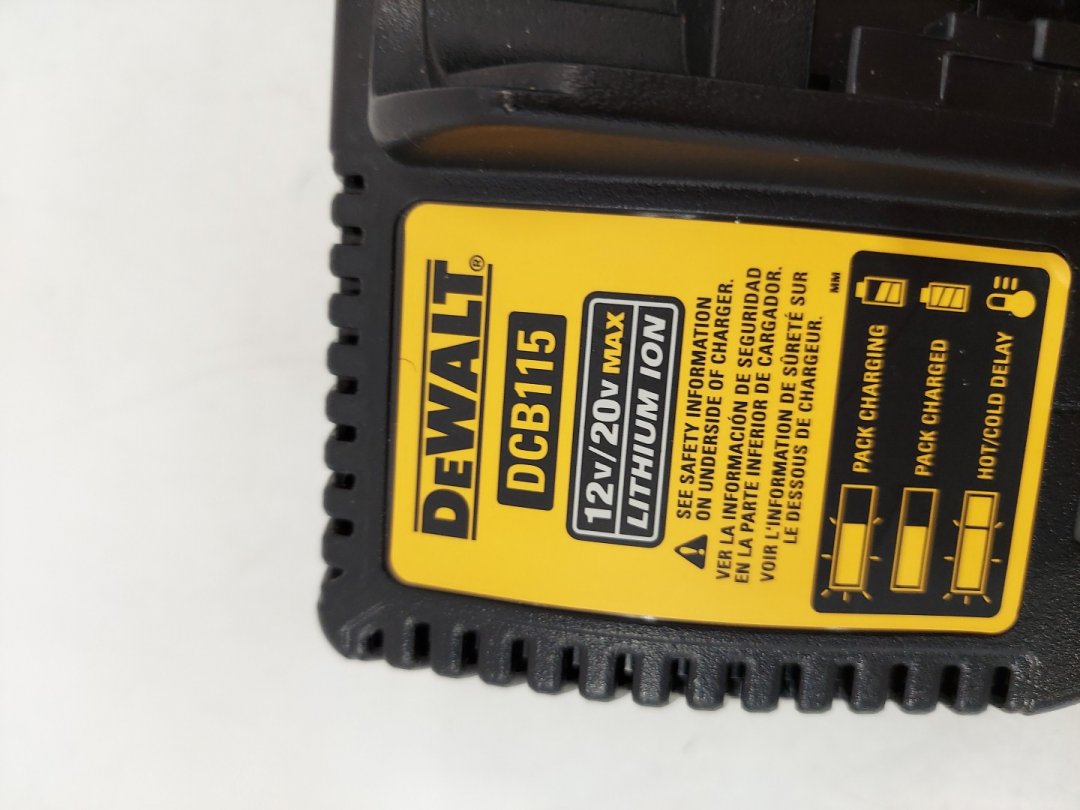 DEWALT®
DCB115
12V/20V MAX
LITHIUM ION
SEE SAFETY INFORMATION
ON UNDERSIDE OF CHARGER.
VER LA INFORMACIÓN DE SEGURIDAD
EN LA PARTE INFERIOR DE CARGADOR.
VOIR L'INFORMATION DE SÛRETÉ SUR
LE DESSOUS DE CHARGEUR.
MM
PACK CHARGING
PACK CHARGED
HOT/COLD DELAY